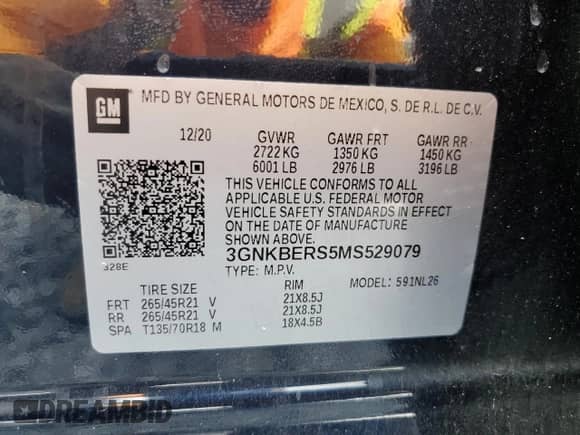 GM
MFD BY GENERAL MOTORS DE MEXICO, S. DE R.L. DE C.V.
12/20 GVWR GAWR FRT GAWR RR
2722 KG 1350 KG 1450 KG
6001 LB 2976 LB 3196 LB
THIS VEHICLE CONFORMS TO ALL
APPLICABLE U.S. FEDERAL MOTOR
VEHICLE SAFETY STANDARDS IN EFFECT
ON THE DATE OF MANUFACTURE
SHOWN ABOVE.
328E
3GNKBERS5MS529079
TYPE: M.P.V. MODEL: 591NL26
TIRE SIZE RIM
FRT 265/45R21 V 21X8.5J
RR 265/45R21 V 21X8.5J
SPA T135/70R18 M 18X4.5B
DREAMBID